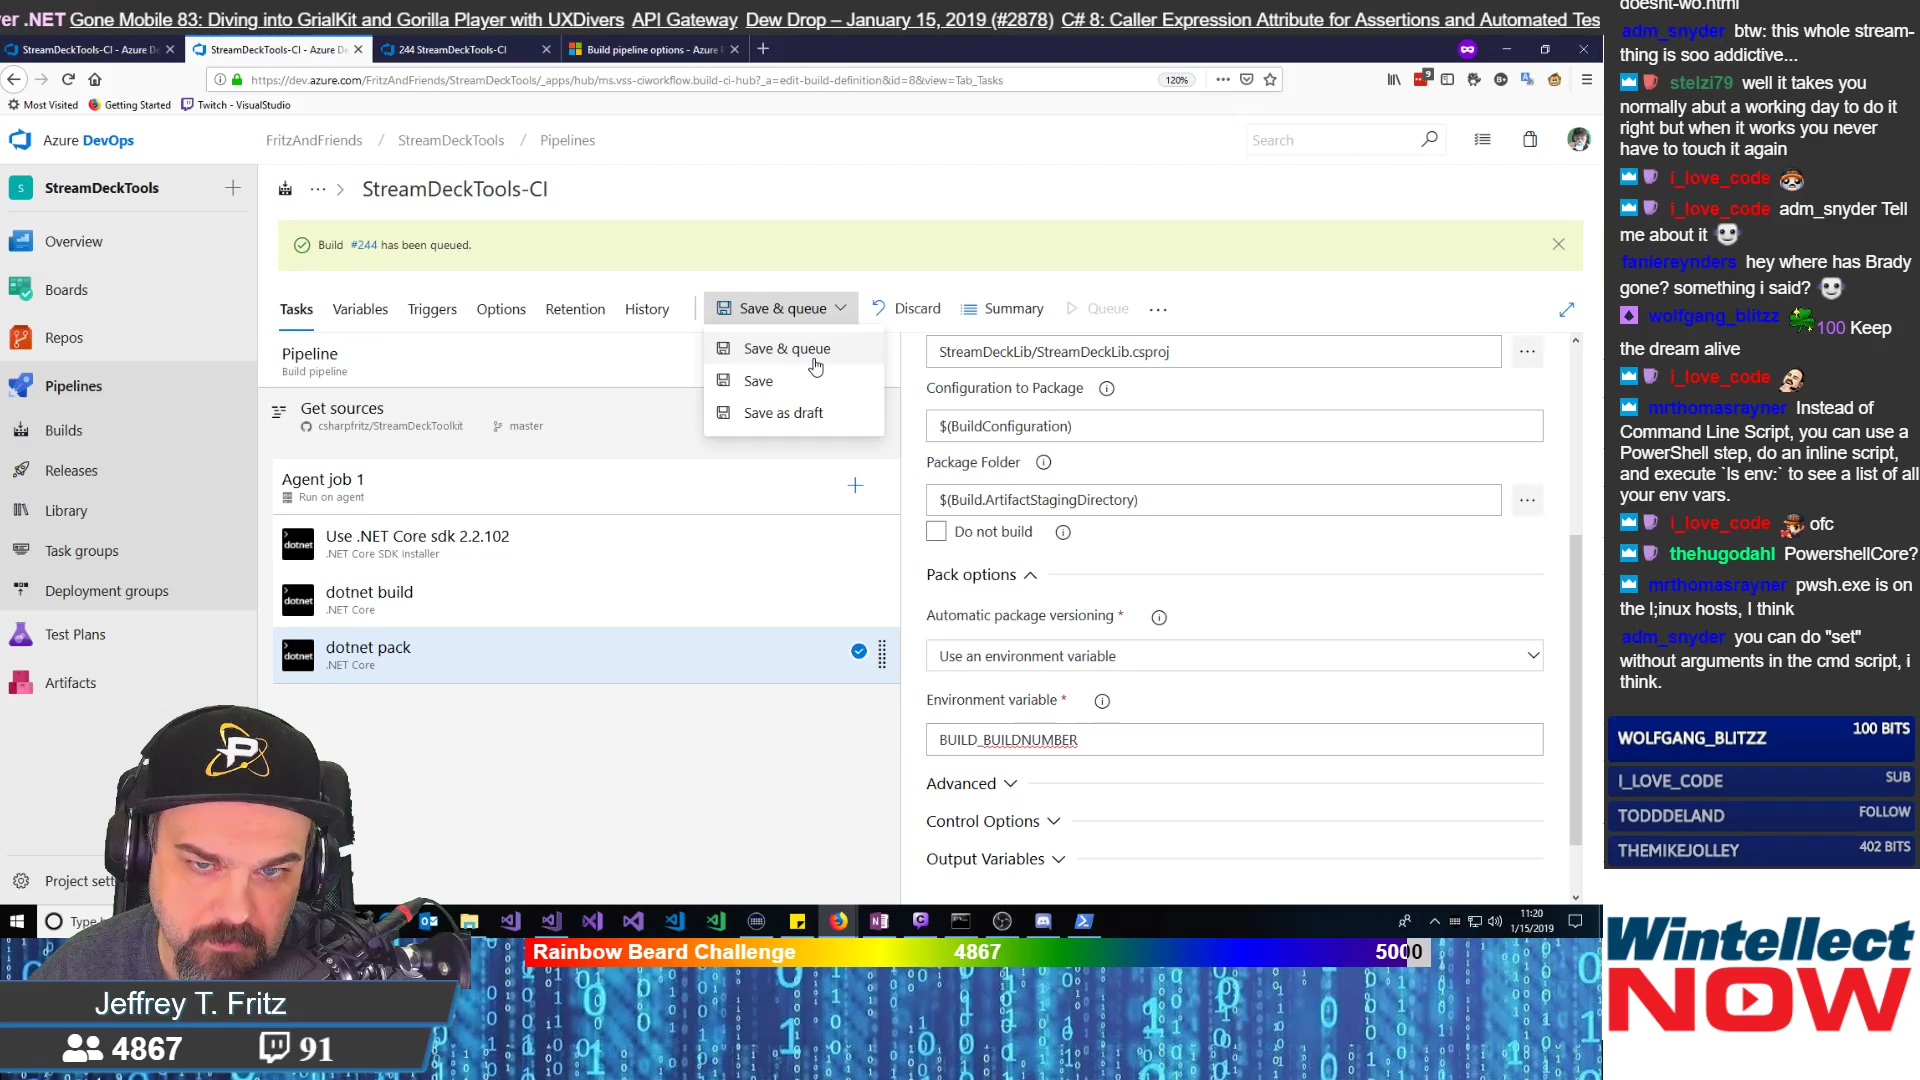 er .NET Gone Mobile 83: Diving into GrialKit and Gorilla Player with UXDivers API Gateway Dew Drop – January 15, 2019 (#2878) C# 8: Caller Expression Attribute for Assertions and Automated Tes
StreamDeckTools-CI - Azure De
StreamDeckTools-CI - Azure De
244 StreamDeckTools-CI
Build pipeline options - Azure P
https://dev.azure.com/FritzAndFriends/StreamDeckTools/_apps/hub/ms.vss-ciworkflow.build-ci-hub?_a=edit-build-definition&id=8&view=Tab_Tasks
120%
Most Visited
Getting Started
Twitch - VisualStudio
Azure DevOps
FritzAndFriends / StreamDeckTools / Pipelines
Search
S StreamDeckTools
Overview
Boards
Repos
Pipelines
Builds
Releases
Library
Task groups
Deployment groups
Test Plans
Artifacts
Project sett
StreamDeckTools-CI
Build #244 has been queued.
Tasks Variables Triggers Options Retention History
Save & queue
Discard
Summary
Queue
Save & queue
Save
Save as draft
Pipeline
Build pipeline
Get sources
csharpfritz/StreamDeckToolkit
master
Agent job 1
Run on agent
dotnet
Use .NET Core sdk 2.2.102
.NET Core SDK Installer
dotnet
dotnet build
.NET Core
dotnet
dotnet pack
.NET Core
StreamDeckLib/StreamDeckLib.csproj
Configuration to Package
$(BuildConfiguration)
Package Folder
$(Build.ArtifactStagingDirectory)
Do not build
Pack options
Automatic package versioning *
Use an environment variable
Environment variable *
BUILD_BUILDNUMBER
Advanced
Control Options
Output Variables
11:20
1/15/2019
Rainbow Beard Challenge
4867
5000
Jeffrey T. Fritz
4867
91
doesnt-wo.html
adm_snyder btw: this whole stream-
thing is soo addictive...
stelzi79 well it takes you
normally abut a working day to do it
right but when it works you never
have to touch it again
i_love_code
i_love_code adm_snyder Tell
me about it
faniereynders hey where has Brady
gone? something i said?
wolfgang_blitzz 100 Keep
the dream alive
i_love_code
mrthomasrayner Instead of
Command Line Script, you can use a
PowerShell step, do an inline script,
and execute `ls env:` to see a list of all
your env vars.
i_love_code ofc
thehugodahl PowershellCore?
mrthomasrayner pwsh.exe is on
the l;inux hosts, I think
adm_snyder you can do "set"
without arguments in the cmd script, i
think.
WOLFGANG_BLITZZ 100 BITS
I_LOVE_CODE SUB
TODDDELAND FOLLOW
THEMIKEJOLLEY 402 BITS
Wintellect
NOW